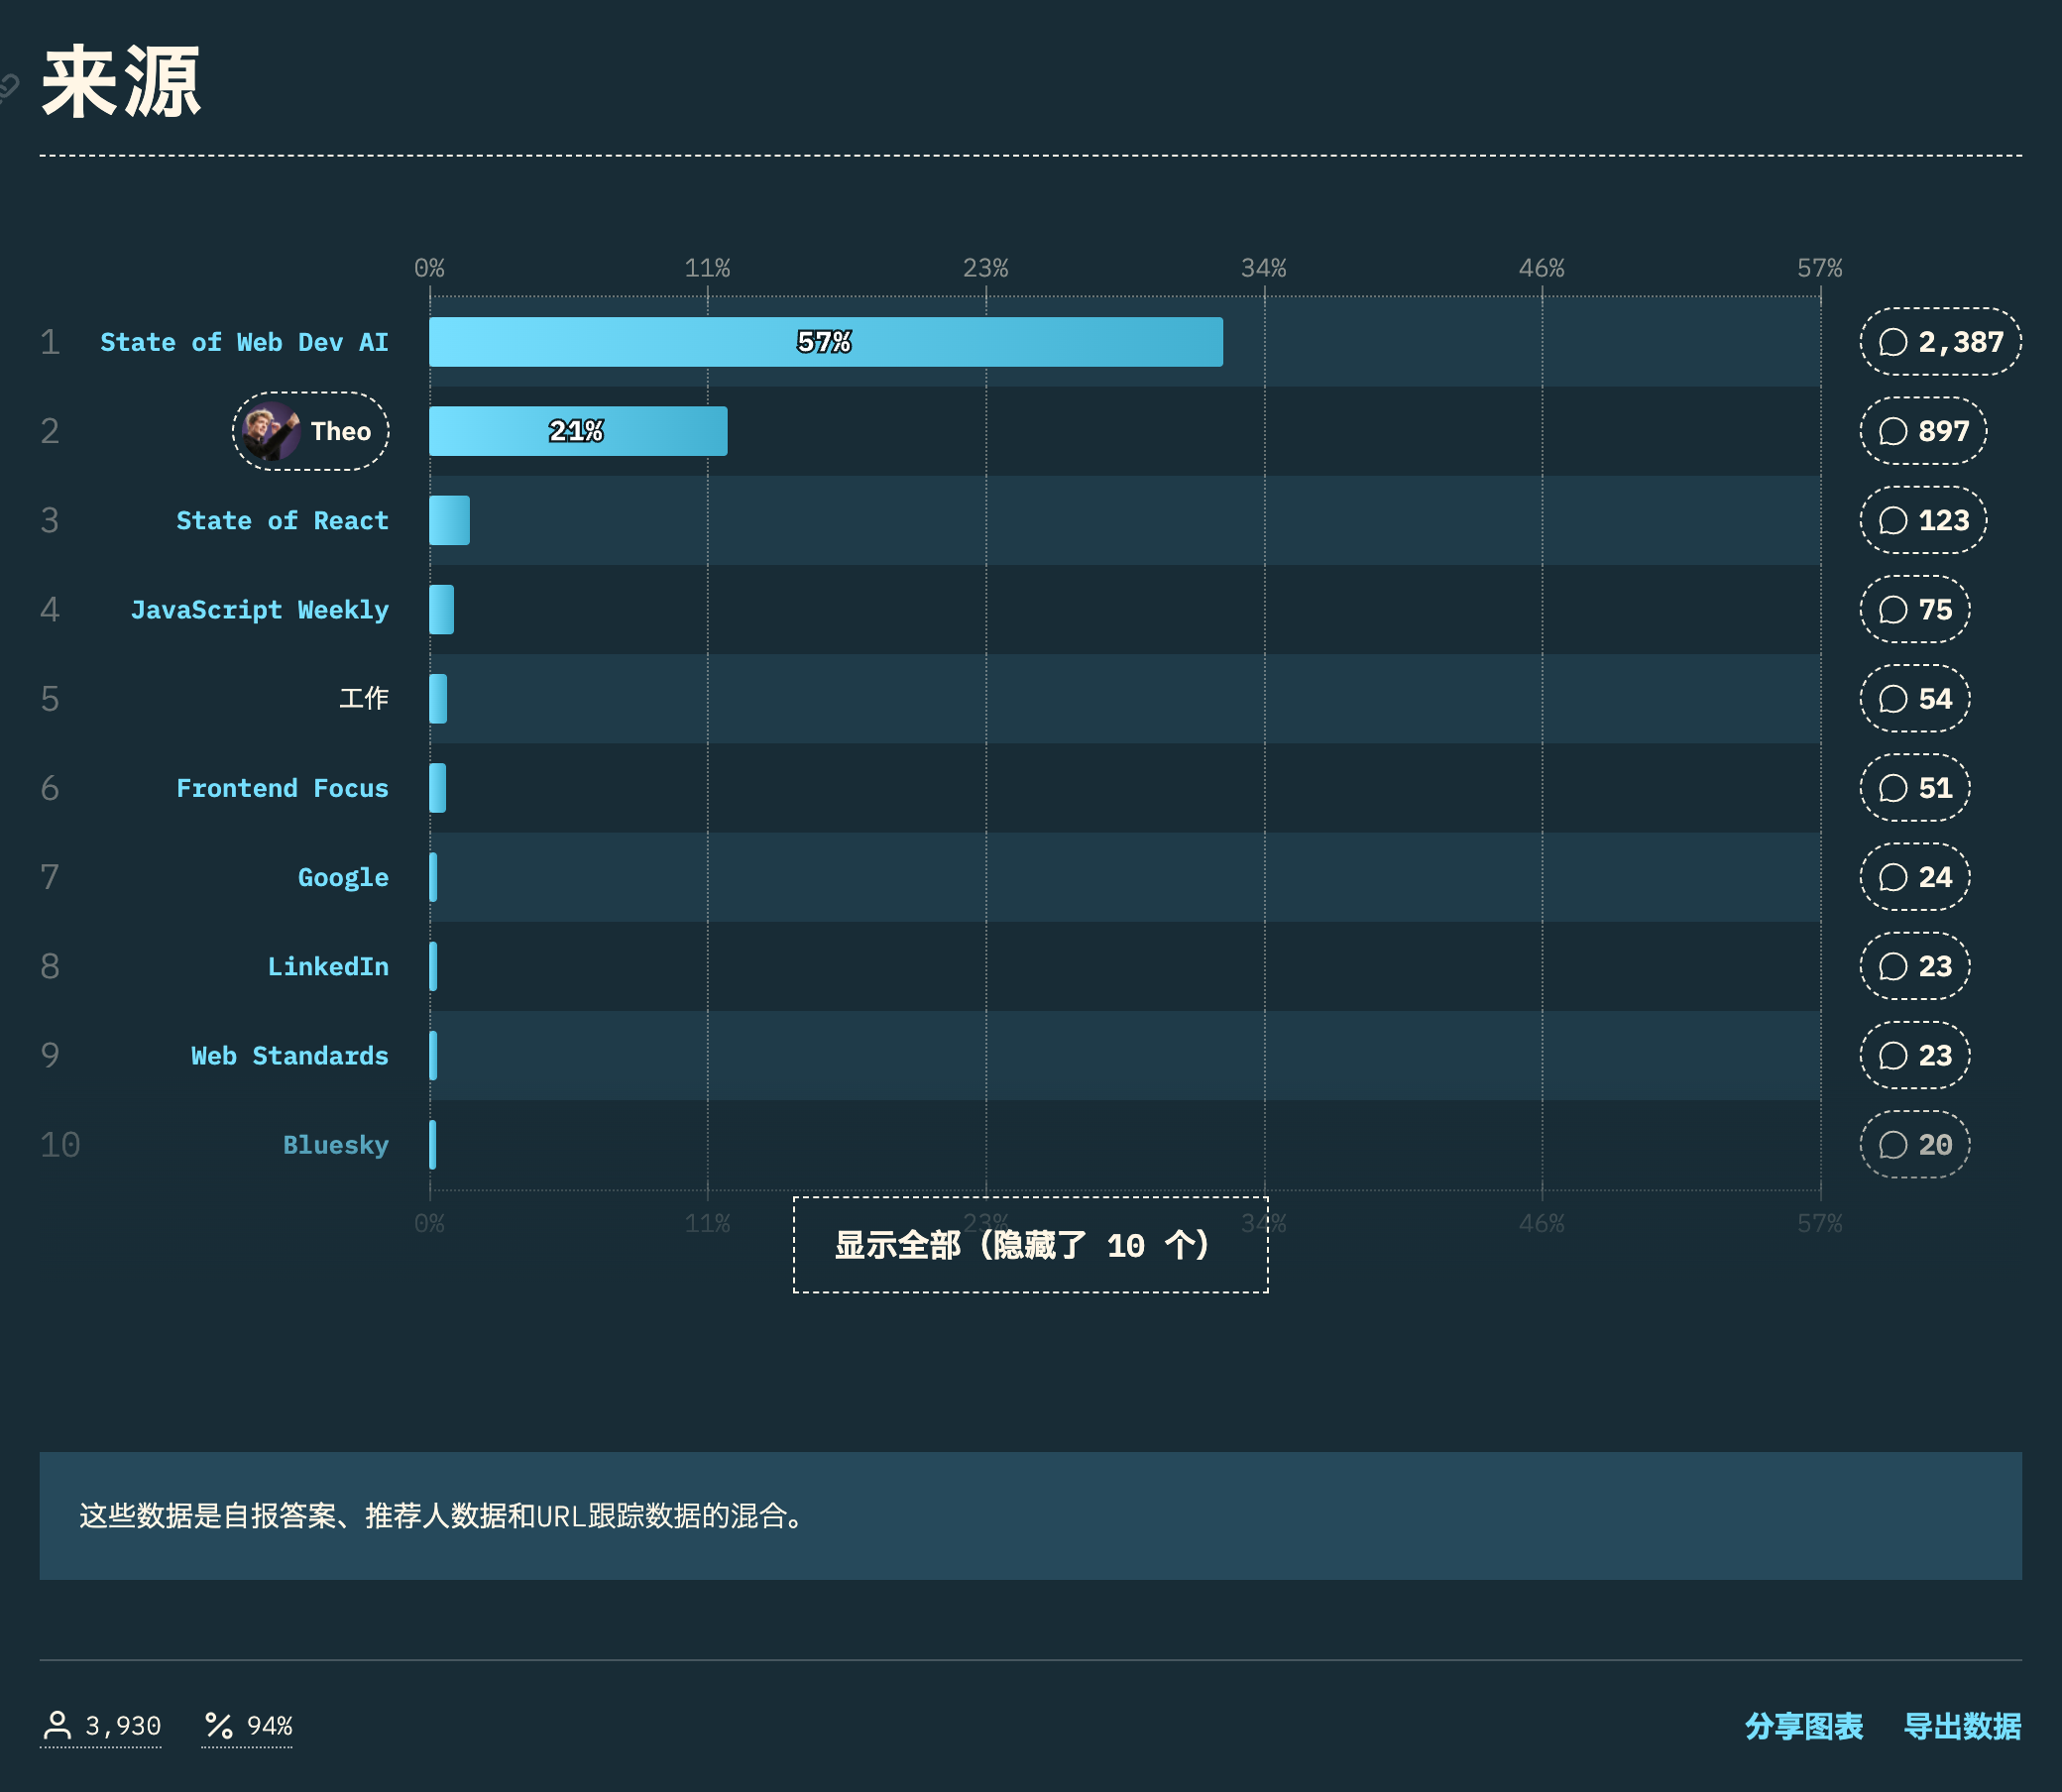 来源
0% 11% 23% 34% 46% 57%
1 State of Web Dev AI 57% 2,387
2 Theo 21% 897
3 State of React 123
4 JavaScript Weekly 75
5 工作 54
6 Frontend Focus 51
7 Google 24
8 LinkedIn 23
9 Web Standards 23
10 Bluesky 20
0% 11% 23% 34% 46% 57%
显示全部（隐藏了 10 个）
这些数据是自报答案、推荐人数据和URL跟踪数据的混合。
3,930 94% 分享图表 导出数据